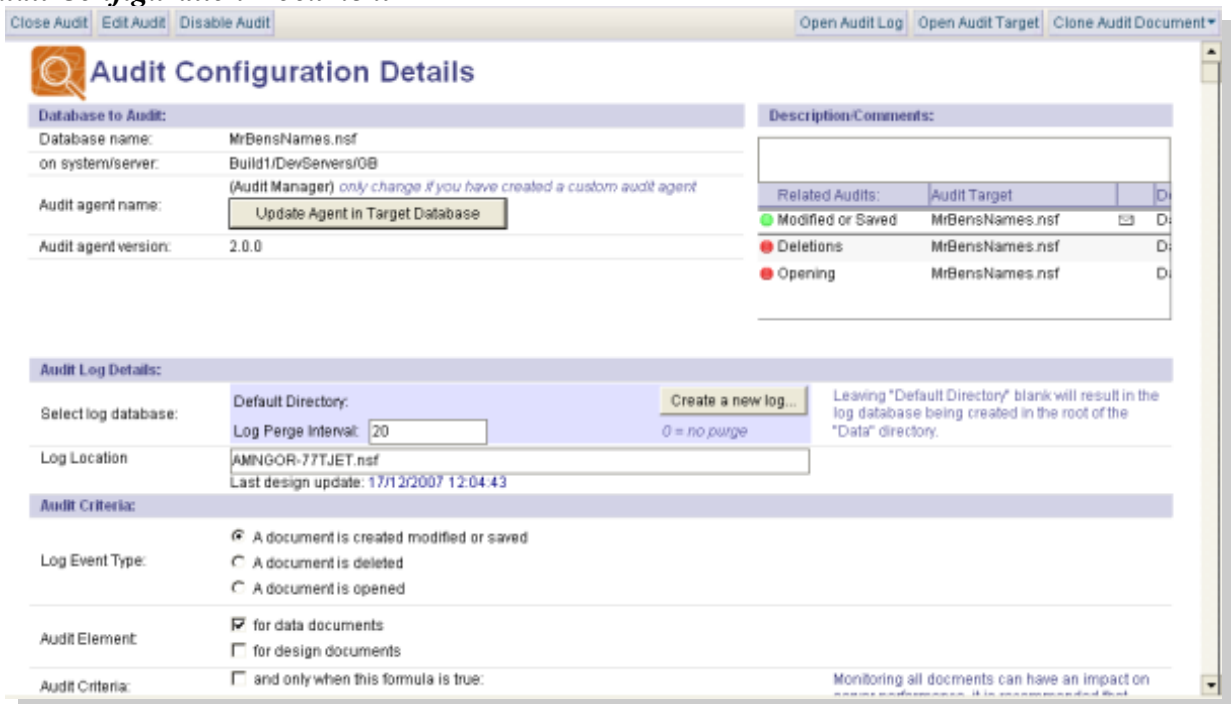 Close Audit Edit Audit Disable Audit Open Audit Log Open Audit Target Clone Audit Document
Audit Configuration Details
Database to Audit:
Database name: MrBensNames.nsf
on system/server: Build1/DevServers/GB
Audit agent name: (Audit Manager) only change if you have created a custom audit agent
Update Agent in Target Database
Audit agent version: 2.0.0
Description/Comments:
Related Audits: Audit Target
Modified or Saved MrBensNames.nsf
Deletions MrBensNames.nsf
Opening MrBensNames.nsf
Audit Log Details:
Select log database:
Default Directory: Create a new log...
Log Perge Interval: 20 0 = no purge
Leaving "Default Directory" blank will result in the
log database being created in the root of the
"Data" directory.
Log Location AMNGOR-77TJET.nsf
Last design update: 17/12/2007 12:04:43
Audit Criteria:
Log Event Type:
A document is created modified or saved
A document is deleted
A document is opened
Audit Element:
for data documents
for design documents
Audit Criteria: and only when this formula is true:
Monitoring all docments can have an impact on